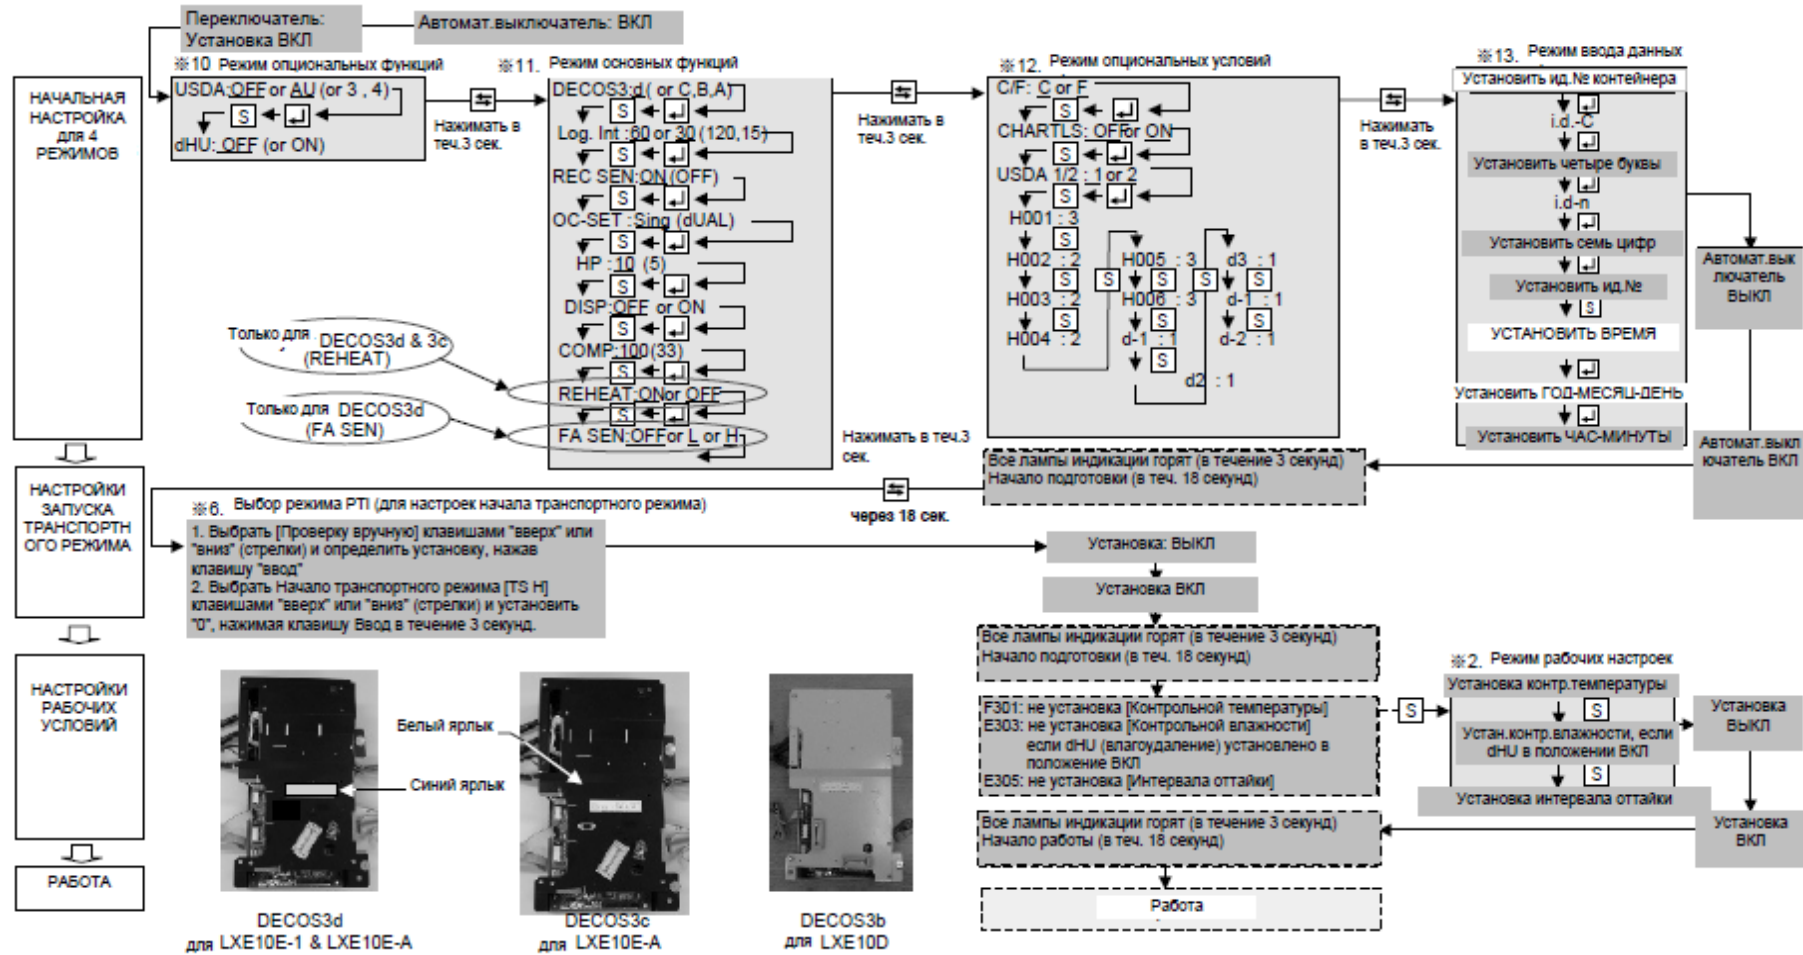 Переключатель:
Установка ВКЛ
Автомат.выключатель: ВКЛ
НАЧАЛЬНАЯ
НАСТРОЙКА
для 4
РЕЖИМОВ
※10 Режим опциональных функций
USDA:OFF or AU (or 3 , 4)
S
dHU: OFF (or ON)
Нажимать в
теч.3 сек.
※11. Режим основных функций
DECOS3:d( or C,B,A)
S
Log. Int :60 or 30 (120,15)
S
REC SEN:ON (OFF)
S
OC-SET :Sing (dUAL)
S
HP :10 (5)
S
DISP:OFF or ON
S
COMP:100(33)
S
REHEAT:ONor OFF
S
FA SEN:OFFor L or H
Только для DECOS3d & 3c
(REHEAT)
Только для DECOS3d
(FA SEN)
Нажимать в
теч.3 сек.
※12. Режим опциональных условий
C/F: C or F
S
CHARTLS: OFFor ON
S
USDA 1/2 : 1 or 2
S
H001 : 3
S
H002 : 2
S
H003 : 2
S
H004 : 2
S
H005 : 3
S
H006 : 3
S
d-1 : 1
S
d2 : 1
S
d3 : 1
S
d-1 : 1
S
d-2 : 1
Нажимать
в теч.3 сек.
※13. Режим ввода данных
Установить ид.№ контейнера
i.d.-C
Установить четыре буквы
i.d-n
Установить семь цифр
Установить ид.№
S
УСТАНОВИТЬ ВРЕМЯ
Установить ГОД-МЕСЯЦ-ДЕНЬ
Установить ЧАС-МИНУТЫ
Автомат.вык
лючатель
ВЫКЛ
Автомат.выкл
ючатель ВКЛ
Все лампы индикации горят (в течение 3 секунд)
Начало подготовки (в теч. 18 секунд)
Нажимать в теч.3
сек.
через 18 сек.
НАСТРОЙКИ
ЗАПУСКА
ТРАНСПОРТН
ОГО РЕЖИМА
※6. Выбор режима PTI (для настроек начала транспортного режима)
1. Выбрать [Проверку вручную] клавишами "вверх" или
"вниз" (стрелки) и определить установку, нажав
клавишу "ввод"
2. Выбрать Начало транспортного режима [TS H]
клавишами "вверх" или "вниз" (стрелки) и установить
"0", нажимая клавишу Ввод в течение 3 секунд.
Установка: ВЫКЛ
Установка ВКЛ
Все лампы индикации горят (в течение 3 секунд)
Начало подготовки (в теч. 18 секунд)
НАСТРОЙКИ
РАБОЧИХ
УСЛОВИЙ
F301: не установка [Контрольной температуры]
E303: не установка [Контрольной влажности]
если dHU (влагоудаление) установлено в
положение ВКЛ
E305: не установка [Интервала оттайки]
S
※2. Режим рабочих настроек
Установка контр.температуры
S
Устан.контр.влажности, если
dHU в положении ВКЛ
S
Установка интервала оттайки
Установка
ВЫКЛ
Установка
ВКЛ
Все лампы индикации горят (в течение 3 секунд)
Начало работы (в теч. 18 секунд)
Работа
РАБОТА
Белый ярлык
Синий ярлык
DECOS3d
для LXE10E-1 & LXE10E-A
DECOS3c
для LXE10E-A
DECOS3b
для LXE10D